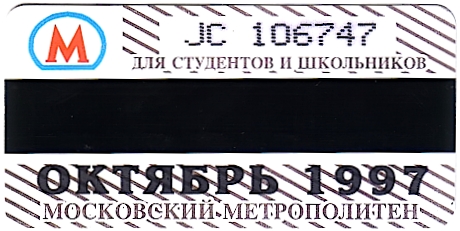 М
JC 106747
ДЛЯ СТУДЕНТОВ И ШКОЛЬНИКОВ
ОКТЯБРЬ 1997
МОСКОВСКИЙ МЕТРОПОЛИТЕН